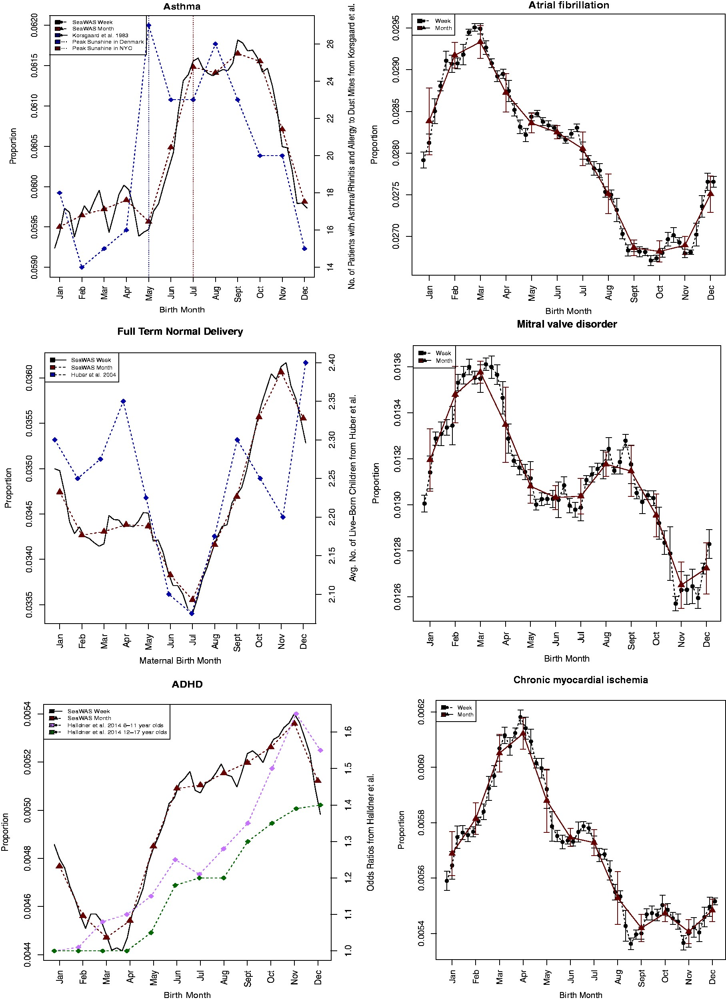 Asthma
SeaWAS Week
SeaWAS Month
Korsgaard et al. 1983
Peak Sunshine in Denmark
Peak Sunshine in NYC
0.0620
0.0615
0.0610
0.0605
0.0600
0.0595
0.0590
Proportion
26
24
22
20
18
16
14
No. of Patients with Asthma/Rhinitis and Allergy to Dust Mites from Korsgaard et al.
Jan Feb Mar Apr May Jun Jul Aug Sept Oct Nov Dec
Birth Month
Atrial fibrillation
Week
Month
0.0295
0.0290
0.0285
0.0280
0.0275
0.0270
Proportion
Jan Feb Mar Apr May Jun Jul Aug Sept Oct Nov Dec
Birth Month
Full Term Normal Delivery
SeaWAS Week
SeaWAS Month
Huber et al. 2004
0.0360
0.0355
0.0350
0.0345
0.0340
0.0335
Proportion
2.40
2.35
2.30
2.25
2.20
2.15
2.10
Avg. No. of Live−Born Children from Huber et al.
Jan Feb Mar Apr May Jun Jul Aug Sept Oct Nov Dec
Maternal Birth Month
Mitral valve disorder
Week
Month
0.0136
0.0134
0.0132
0.0130
0.0128
0.0126
Proportion
Jan Feb Mar Apr May Jun Jul Aug Sept Oct Nov Dec
Birth Month
ADHD
SeaWAS Week
SeaWAS Month
Halldner et al. 2014 6−11 year olds
Halldner et al. 2014 12−17 year olds
0.0054
0.0052
0.0050
0.0048
0.0046
0.0044
Proportion
1.6
1.5
1.4
1.3
1.2
1.1
1.0
Odds Ratios from Halldner et al.
Jan Feb Mar Apr May Jun Jul Aug Sept Oct Nov Dec
Birth Month
Chronic myocardial ischemia
Week
Month
0.0062
0.0060
0.0058
0.0056
0.0054
Proportion
Jan Feb Mar Apr May Jun Jul Aug Sept Oct Nov Dec
Birth Month